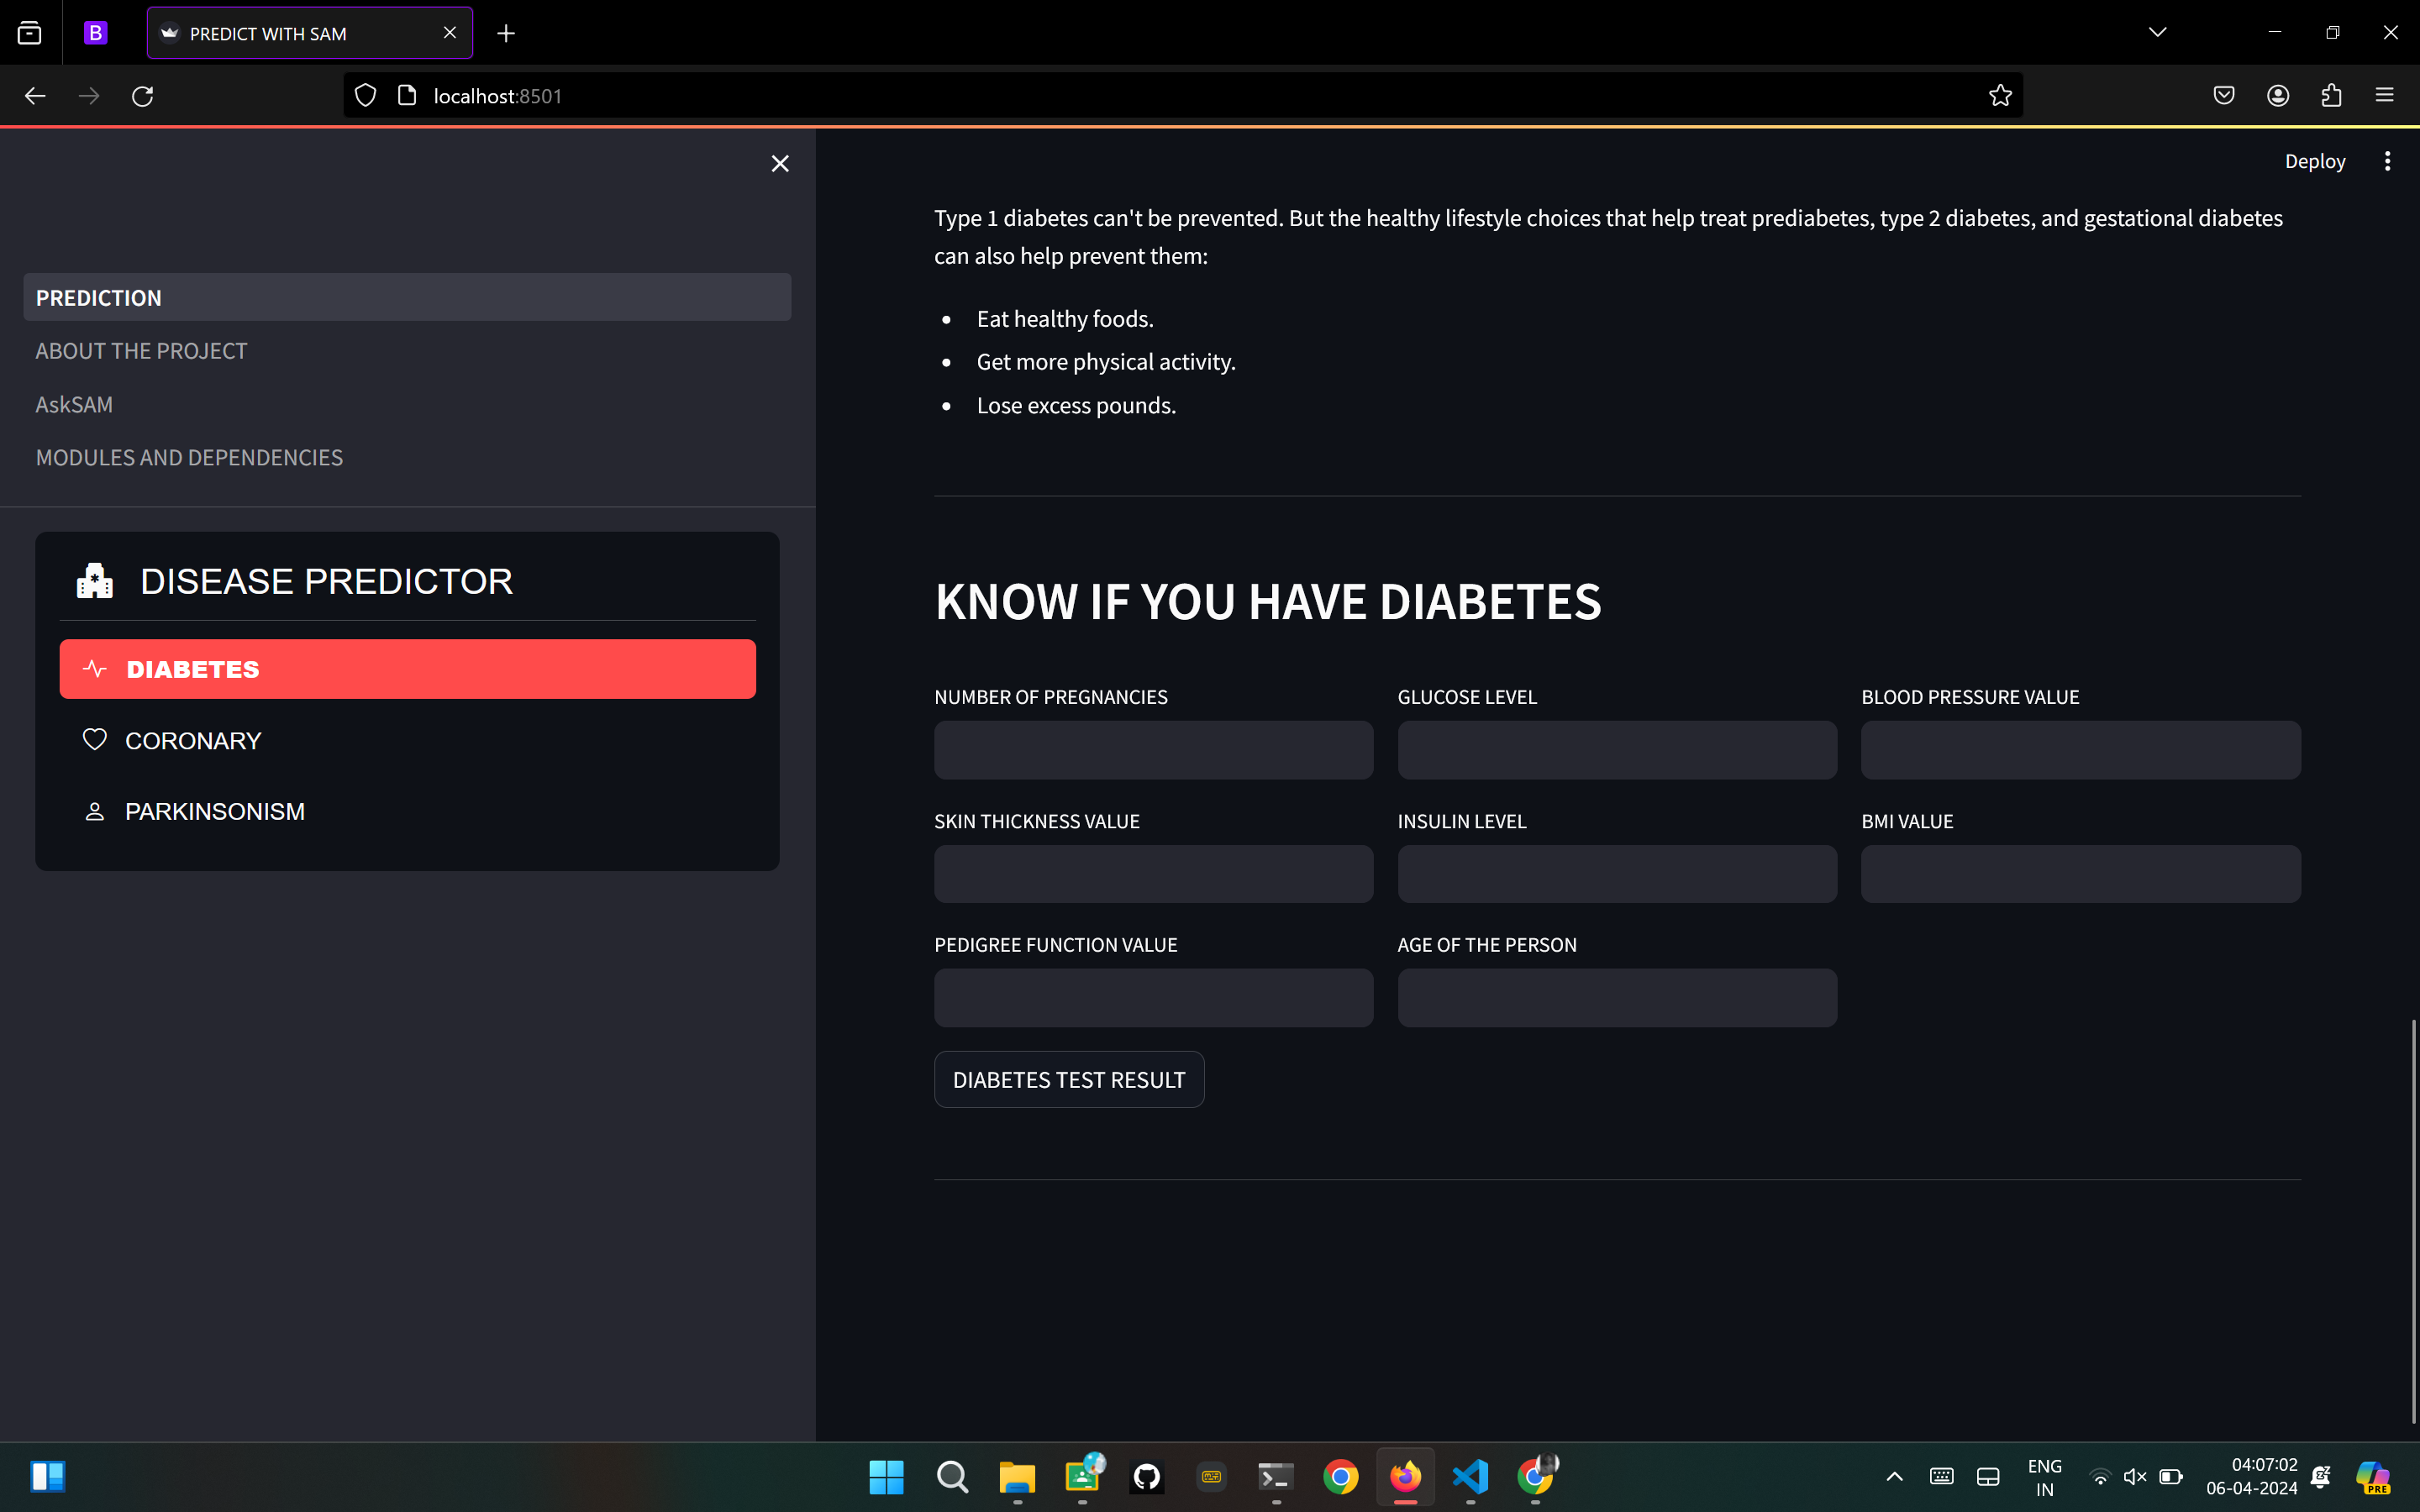 B
PREDICT WITH SAM
localhost:8501
Deploy
PREDICTION
ABOUT THE PROJECT
AskSAM
MODULES AND DEPENDENCIES
DISEASE PREDICTOR
DIABETES
CORONARY
PARKINSONISM
Type 1 diabetes can't be prevented. But the healthy lifestyle choices that help treat prediabetes, type 2 diabetes, and gestational diabetes
can also help prevent them:
Eat healthy foods.
Get more physical activity.
Lose excess pounds.
KNOW IF YOU HAVE DIABETES
NUMBER OF PREGNANCIES
GLUCOSE LEVEL
BLOOD PRESSURE VALUE
SKIN THICKNESS VALUE
INSULIN LEVEL
BMI VALUE
PEDIGREE FUNCTION VALUE
AGE OF THE PERSON
DIABETES TEST RESULT
ENG
IN
04:07:02
06-04-2024
PRE